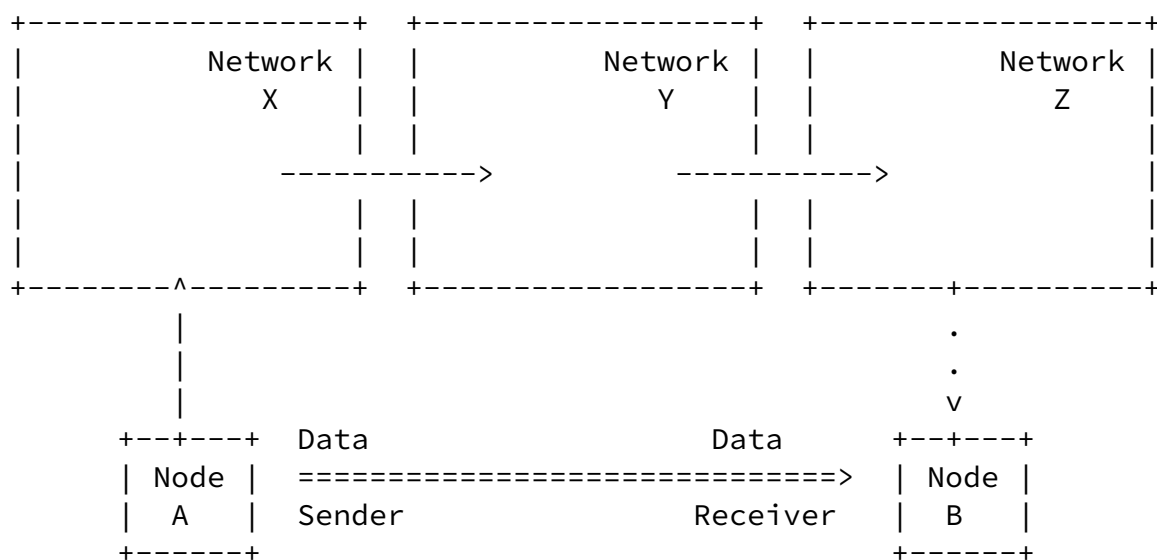 Network Network Network
X Y Z
Data Data
Node Node
A Sender Receiver B